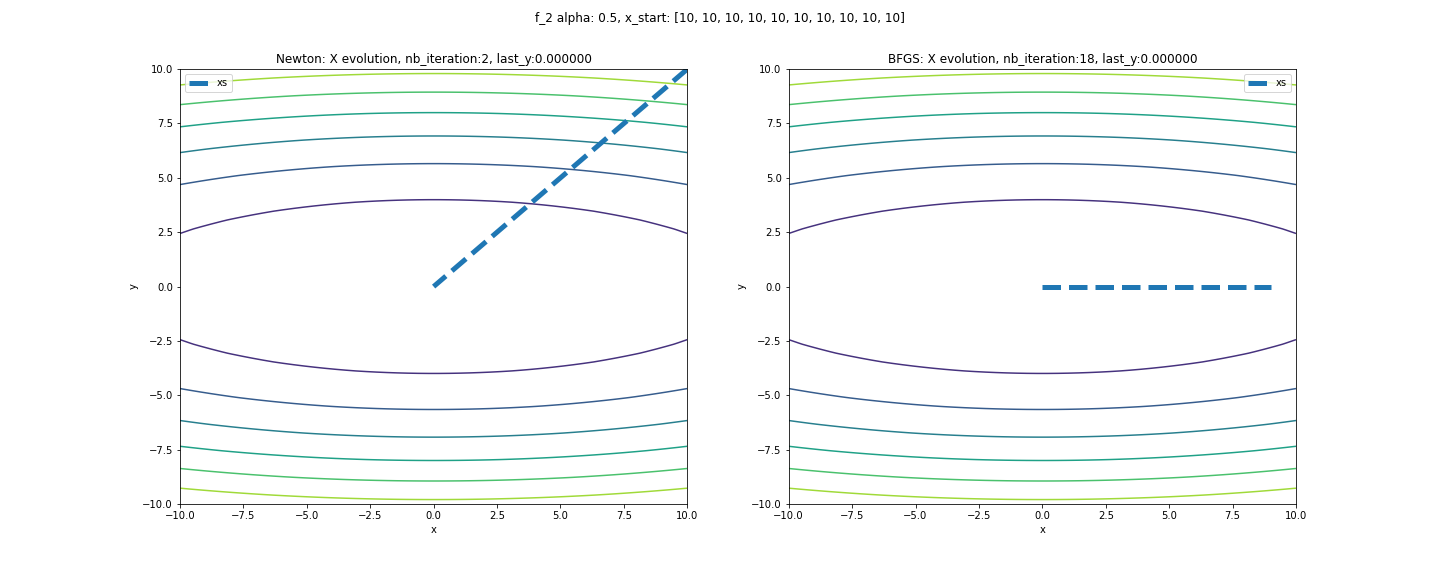 f_2 alpha: 0.5, x_start: [10, 10, 10, 10, 10, 10, 10, 10, 10, 10]
Newton: X evolution, nb_iteration:2, last_y:0.000000
xs
10.0
7.5
5.0
2.5
0.0
−2.5
−5.0
−7.5
−10.0
y
−10.0 −7.5 −5.0 −2.5 0.0 2.5 5.0 7.5 10.0
x
BFGS: X evolution, nb_iteration:18, last_y:0.000000
xs
10.0
7.5
5.0
2.5
0.0
−2.5
−5.0
−7.5
−10.0
y
−10.0 −7.5 −5.0 −2.5 0.0 2.5 5.0 7.5 10.0
x